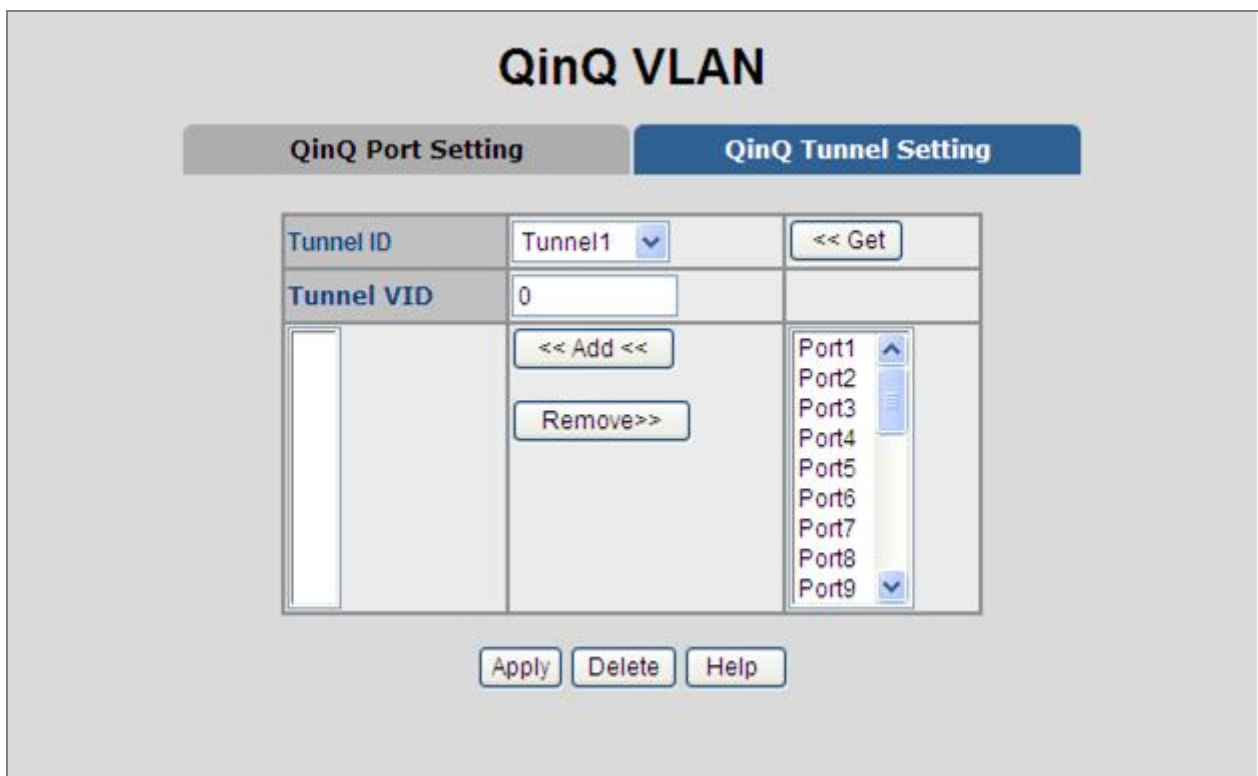 QinQ VLAN
QinQ Port Setting QinQ Tunnel Setting
Tunnel ID Tunnel1 << Get
Tunnel VID 0
<< Add << Port1
Port2
Remove>> Port3
Port4
Port5
Port6
Port7
Port8
Port9
Apply Delete Help